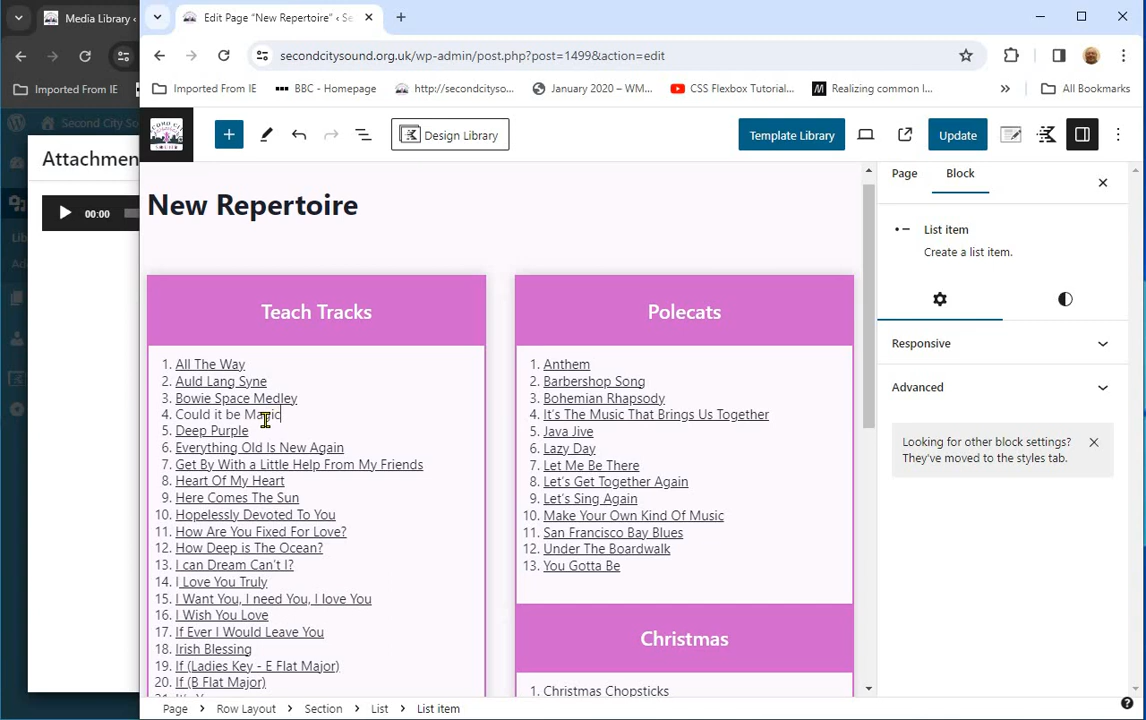 Media Library ‹
Edit Page “New Repertoire” ‹ Se
secondcitysound.org.uk/wp-admin/post.php?post=1499&action=edit
Imported From IE
Imported From IE
BBC - Homepage
http://secondcityso...
January 2020 – WM...
CSS Flexbox Tutorial...
Realizing common l...
All Bookmarks
Second City So
Design Library
Template Library
Update
Attachmen
00:00
New Repertoire
Teach Tracks
1. All The Way
2. Auld Lang Syne
3. Bowie Space Medley
4. Could it be Magic
5. Deep Purple
6. Everything Old Is New Again
7. Get By With a Little Help From My Friends
8. Heart Of My Heart
9. Here Comes The Sun
10. Hopelessly Devoted To You
11. How Are You Fixed For Love?
12. How Deep is The Ocean?
13. I can Dream Can’t I?
14. I Love You Truly
15. I Want You, I need You, I love You
16. I Wish You Love
17. If Ever I Would Leave You
18. Irish Blessing
19. If (Ladies Key - E Flat Major)
20. If (B Flat Major)
Polecats
1. Anthem
2. Barbershop Song
3. Bohemian Rhapsody
4. It’s The Music That Brings Us Together
5. Java Jive
6. Lazy Day
7. Let Me Be There
8. Let’s Get Together Again
9. Let’s Sing Again
10. Make Your Own Kind Of Music
11. San Francisco Bay Blues
12. Under The Boardwalk
13. You Gotta Be
Christmas
1. Christmas Chopsticks
Page
Block
List item
Create a list item.
Responsive
Advanced
Looking for other block settings?
They've moved to the styles tab.
Page > Row Layout > Section > List > List item